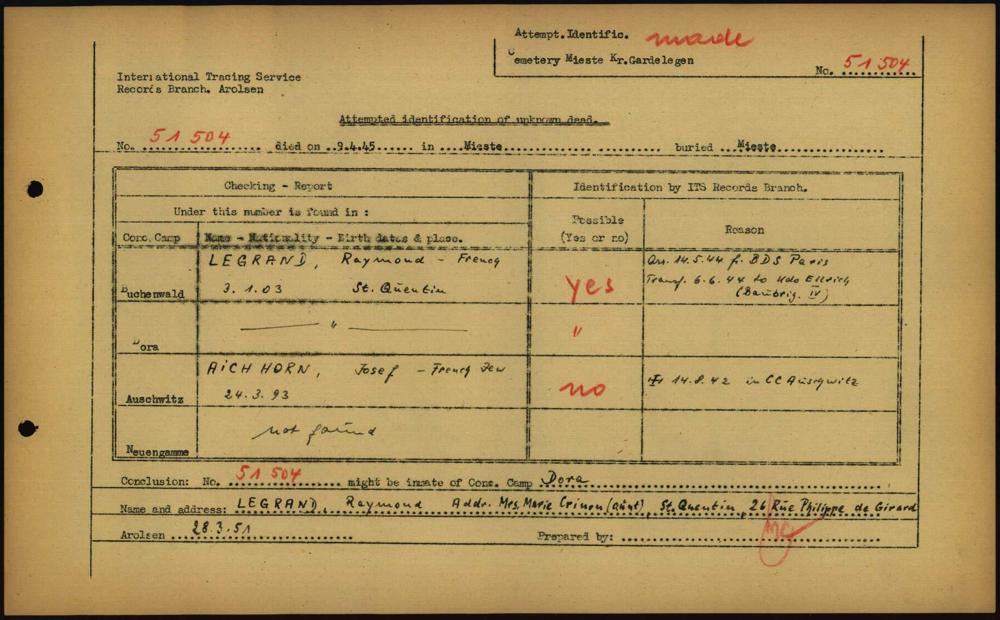 Attempt.Identific. made
Cemetery Mieste Kr.Gardelegen
No. 51 504
International Tracing Service
Records Branch. Arolsen
Attempted identification of unknown dead.
No. 51 504 died on 9.4.45 in Mieste buried Mieste
Checking - Report Identification by ITS Records Branch.
Under this number is found in :
Conc. Camp Name - Nationality - Birth dates & place. Possible (Yes or no) Reason
Buchenwald LEGRAND, Raymond - French yes Arr. 14.5.44 f. BDS Paris
3.1.03 St. Quentin Transf. 6.6.44 to Kdo Ellrich
(Baubrig. IV)
Dora " "
Auschwitz AICHHORN, Josef - French Jew no 14.8.42 in CC Auschwitz
24.3.93
Neuengamme not found
Conclusion: No. 51 504 might be inmate of Conc. Camp Dora
Name and address: LEGRAND, Raymond Addr. Mrs. Marie Crinon (aunt), St. Quentin, 26 Rue Philippe de Girard
Arolsen 28.3.51 Prepared by: